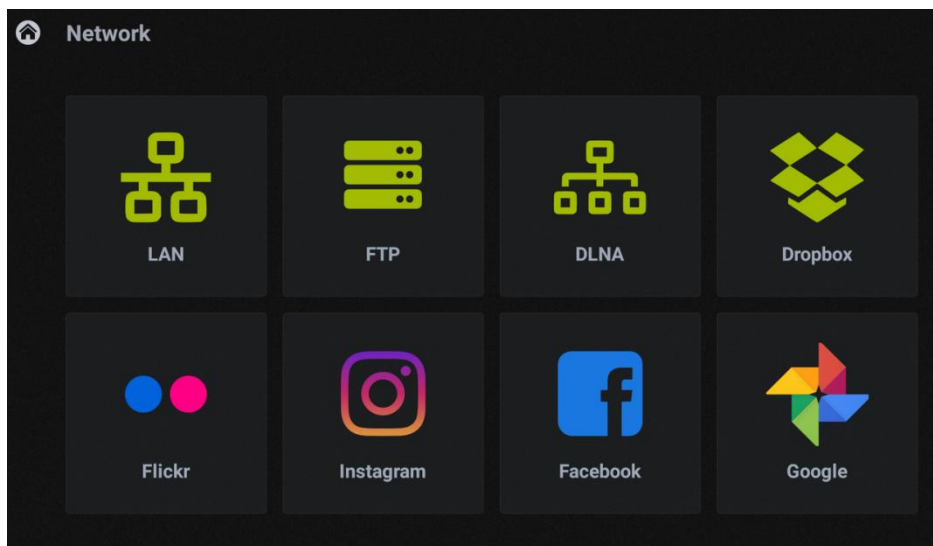 Network
LAN
FTP
DLNA
Dropbox
Flickr
Instagram
Facebook
Google